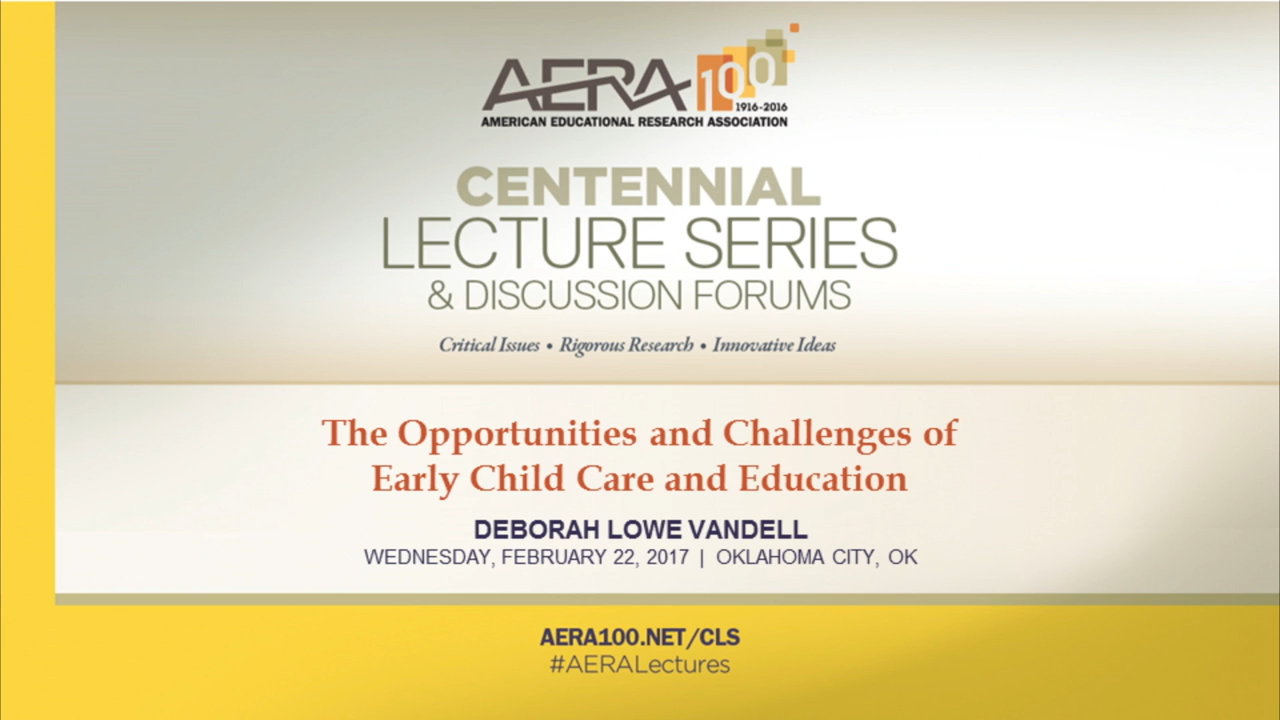 AERA 100
1916-2016
AMERICAN EDUCATIONAL RESEARCH ASSOCIATION
CENTENNIAL
LECTURE SERIES
& DISCUSSION FORUMS
Critical Issues • Rigorous Research • Innovative Ideas
The Opportunities and Challenges of
Early Child Care and Education
DEBORAH LOWE VANDELL
WEDNESDAY, FEBRUARY 22, 2017 | OKLAHOMA CITY, OK
AERA100.NET/CLS
#AERALectures